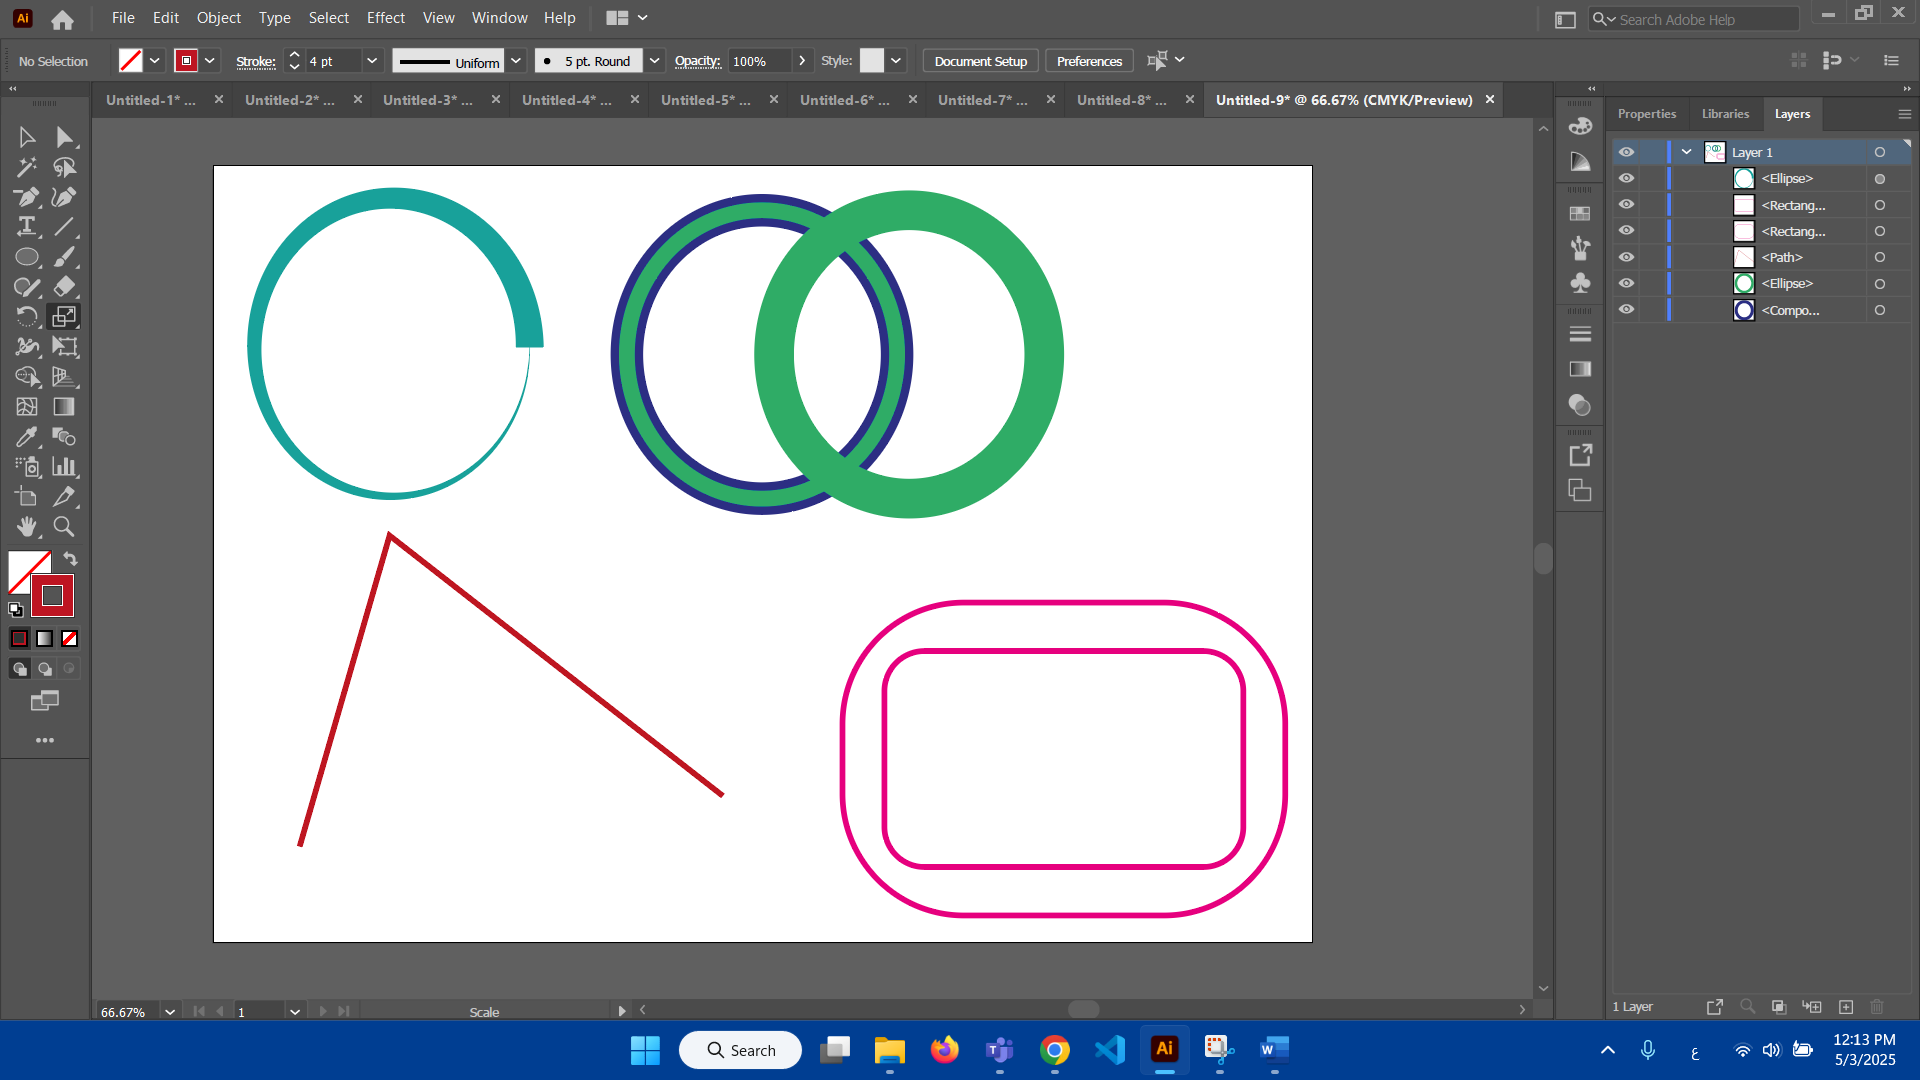 Ai File Edit Object Type Select Effect View Window Help Search Adobe Help
No Selection Stroke: 4 pt Uniform 5 pt. Round Opacity: 100% Style: Document Setup Preferences
Untitled-1* ... Untitled-2* ... Untitled-3* ... Untitled-4* ... Untitled-5* ... Untitled-6* ... Untitled-7* ... Untitled-8* ... Untitled-9* @ 66.67% (CMYK/Preview)
Properties Libraries Layers
Layer 1
<Ellipse>
<Rectang...
<Rectang...
<Path>
<Ellipse>
<Compo...
66.67% 1 Scale
1 Layer
Search Ai ع 12:13 PM
5/3/2025